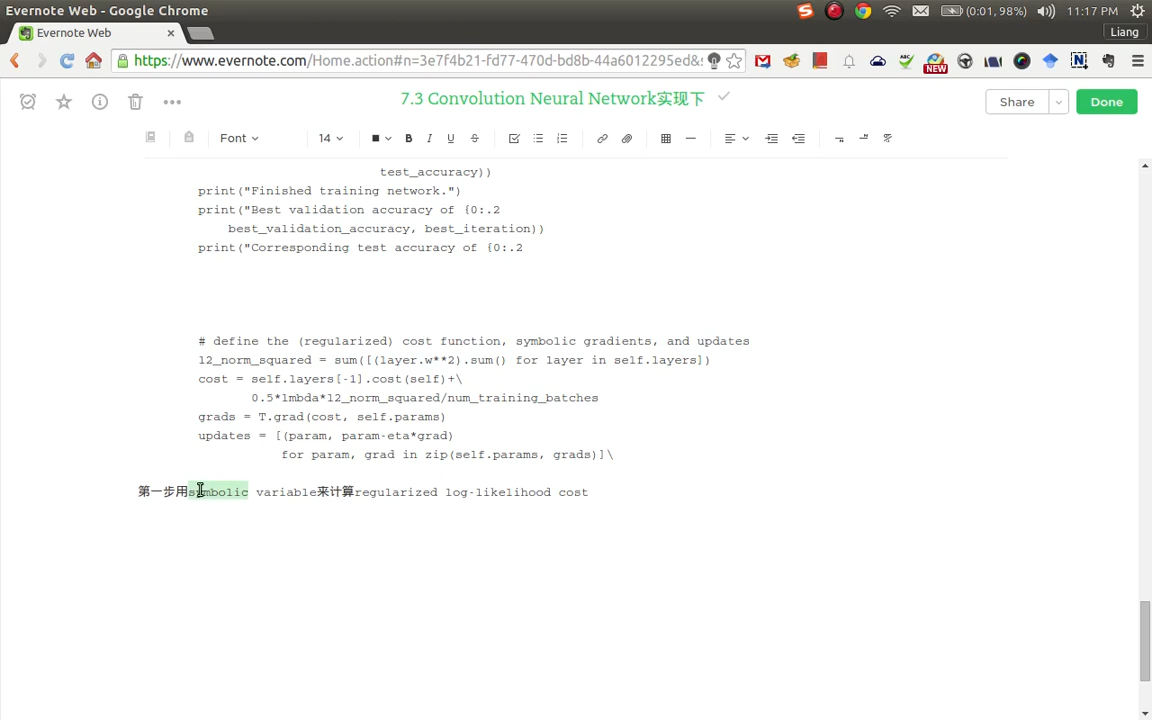 Evernote Web - Google Chrome
(0:01, 98%)
11:17 PM
Evernote Web
Liang
https://www.evernote.com/Home.action#n=3e7f4b21-fd77-470d-bd8b-44a6012295ed&s
NEW
7.3 Convolution Neural Network实现下
Share
Done
Font
14
B I U S
test_accuracy))
print("Finished training network.")
print("Best validation accuracy of {0:.2
best_validation_accuracy, best_iteration))
print("Corresponding test accuracy of {0:.2
# define the (regularized) cost function, symbolic gradients, and updates
l2_norm_squared = sum([(layer.w**2).sum() for layer in self.layers])
cost = self.layers[-1].cost(self)+\
0.5*lmbda*l2_norm_squared/num_training_batches
grads = T.grad(cost, self.params)
updates = [(param, param-eta*grad)
for param, grad in zip(self.params, grads)]\
第一步用symbolic variable来计算regularized log-likelihood cost